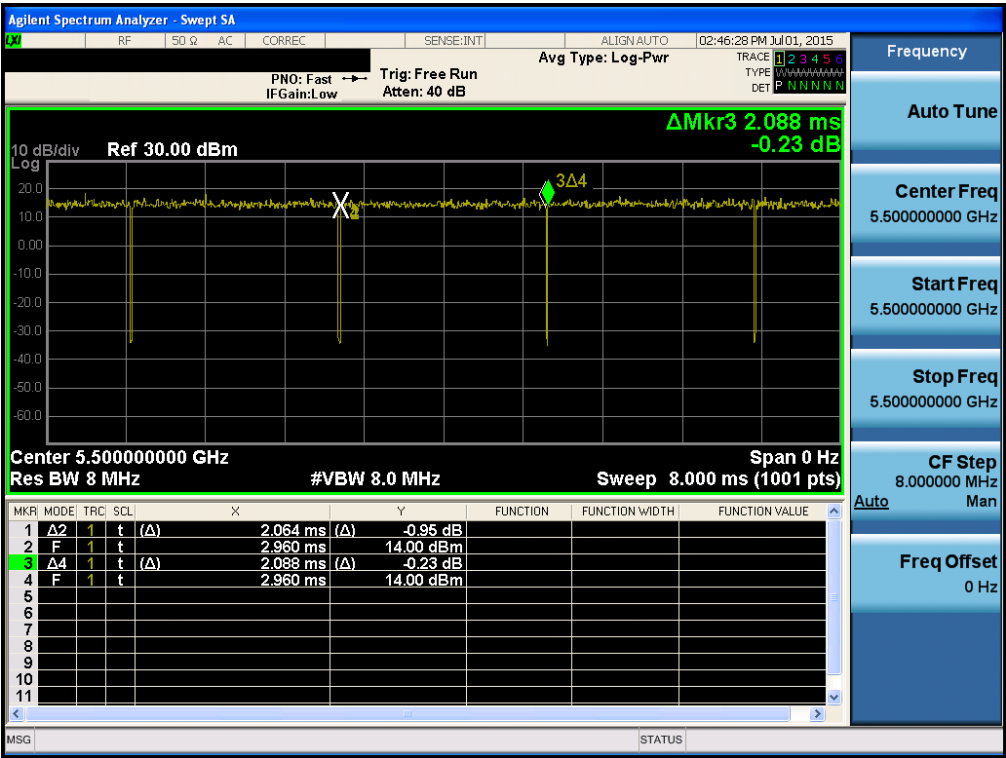 Agilent Spectrum Analyzer - Swept SA
LXI RF 50 Ω AC CORREC SENSE:INT ALIGN AUTO 02:46:28 PM Jul 01, 2015
PNO: Fast IFGain:Low Trig: Free Run Atten: 40 dB Avg Type: Log-Pwr
TRACE 1 2 3 4 5 6
TYPE
DET P N N N N N
ΔMkr3 2.088 ms
-0.23 dB
10 dB/div Ref 30.00 dBm
Log
20.0
10.0
0.00
-10.0
-20.0
-30.0
-40.0
-50.0
-60.0
3Δ4
Center 5.500000000 GHz Span 0 Hz
Res BW 8 MHz #VBW 8.0 MHz Sweep 8.000 ms (1001 pts)
MKR MODE TRC SCL X Y FUNCTION FUNCTION WIDTH FUNCTION VALUE
1 Δ2 1 t (Δ) 2.064 ms (Δ) -0.95 dB
2 F 1 t 2.960 ms 14.00 dBm
3 Δ4 1 t (Δ) 2.088 ms (Δ) -0.23 dB
4 F 1 t 2.960 ms 14.00 dBm
5
6
7
8
9
10
11
MSG STATUS
Frequency
Auto Tune
Center Freq
5.500000000 GHz
Start Freq
5.500000000 GHz
Stop Freq
5.500000000 GHz
CF Step
8.000000 MHz
Auto Man
Freq Offset
0 Hz